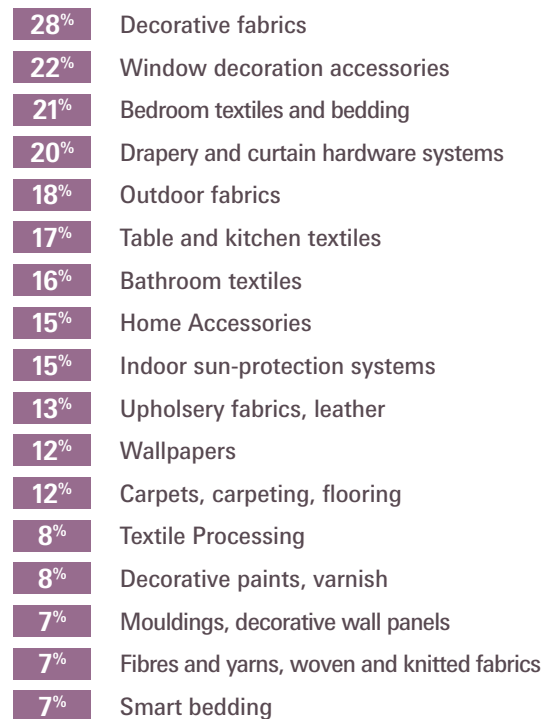 28% Decorative fabrics
22% Window decoration accessories
21% Bedroom textiles and bedding
20% Drapery and curtain hardware systems
18% Outdoor fabrics
17% Table and kitchen textiles
16% Bathroom textiles
15% Home Accessories
15% Indoor sun-protection systems
13% Upholsery fabrics, leather
12% Wallpapers
12% Carpets, carpeting, flooring
8% Textile Processing
8% Decorative paints, varnish
7% Mouldings, decorative wall panels
7% Fibres and yarns, woven and knitted fabrics
7% Smart bedding